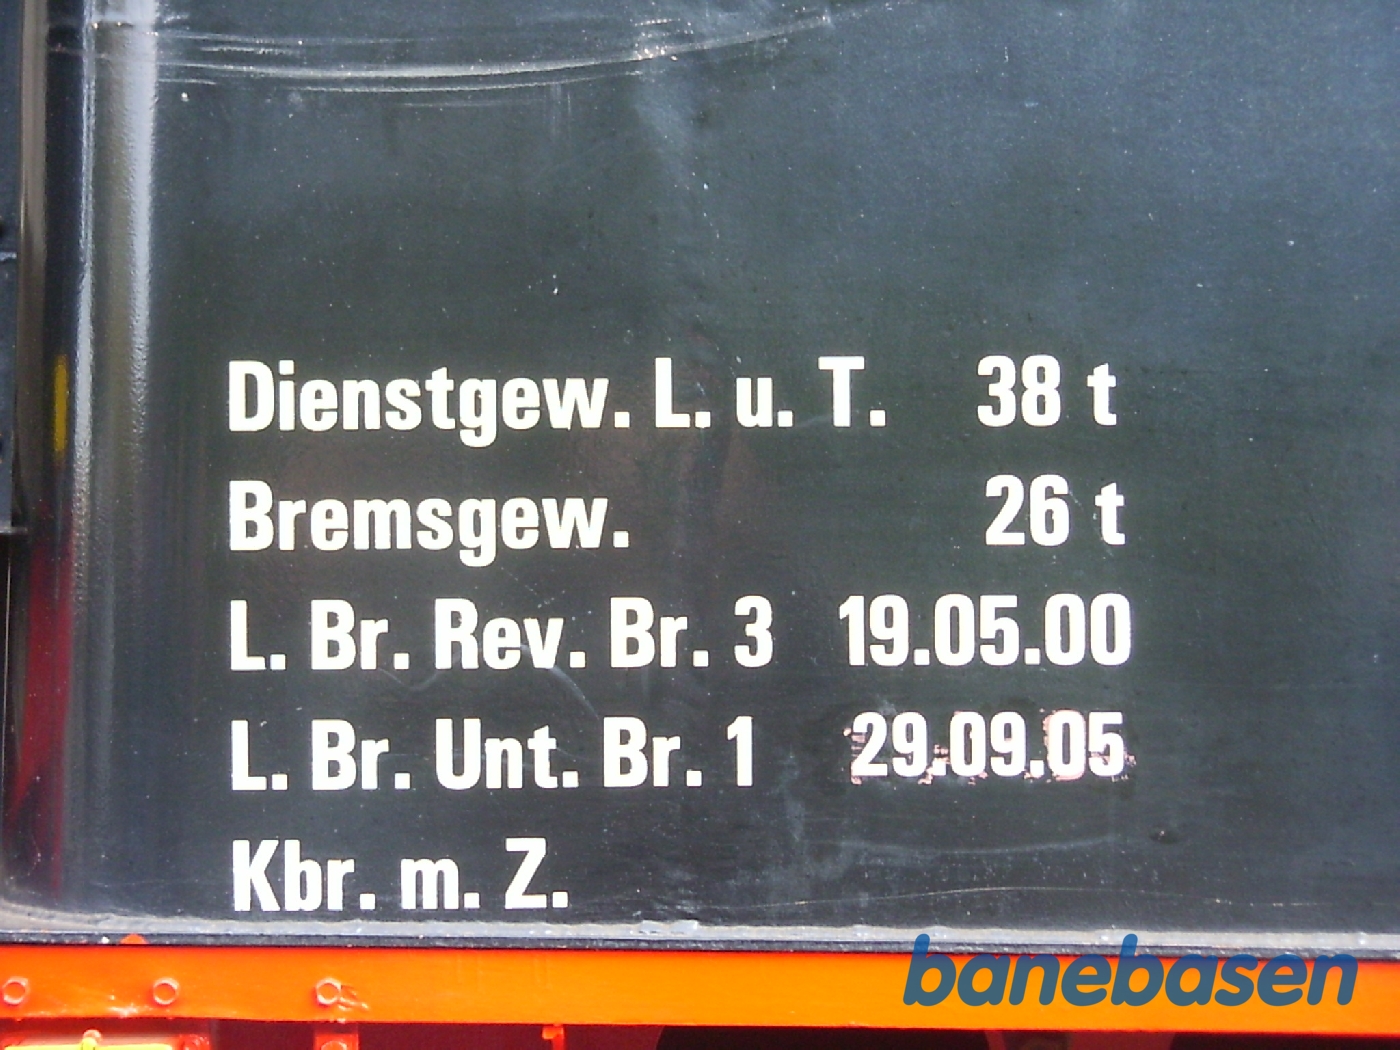 Dienstgew. L. u. T. 38 t
Bremsgew. 26 t
L. Br. Rev. Br. 3 19.05.00
L. Br. Unt. Br. 1 29.09.05
Kbr. m. Z.
banebasen